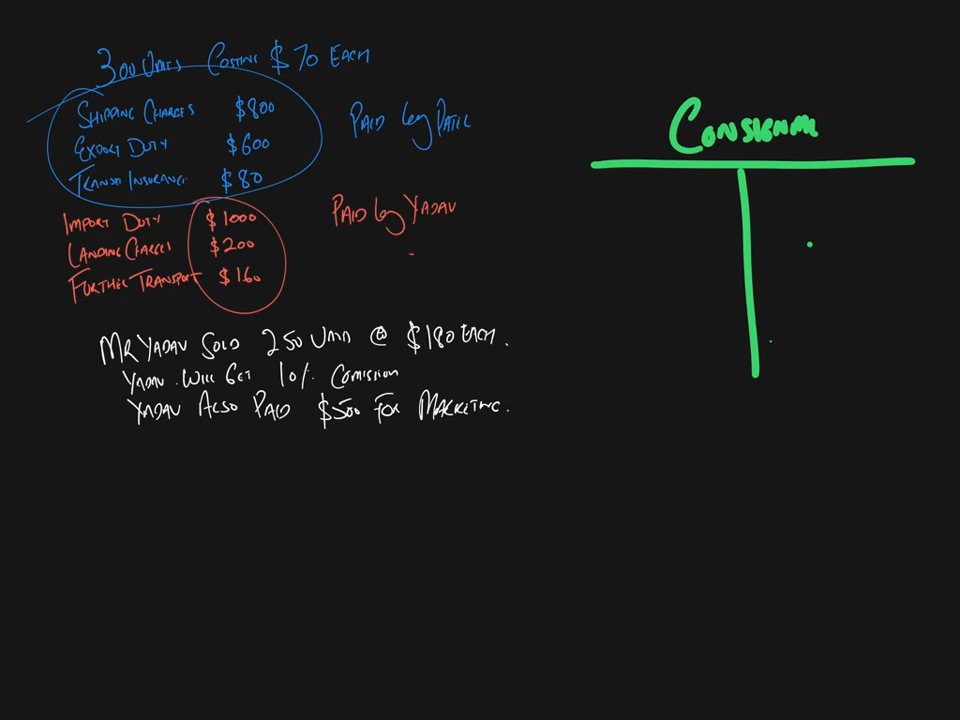 300 UNITS COSTING $70 EACH
SHIPPING CHARGES $800
EXPORT DUTY $600
TRANSIT INSURANCE $80
PAID by PATEL
IMPORT DUTY $1000
LANDING CHARGES $200
FURTHER TRANSPORT $160
PAID by YADAV
MR YADAV SOLD 250 UNITS @ $180 EACH.
YADAV WILL GET 10% COMISSION
YADAV ALSO PAID $500 FOR MARKETING.